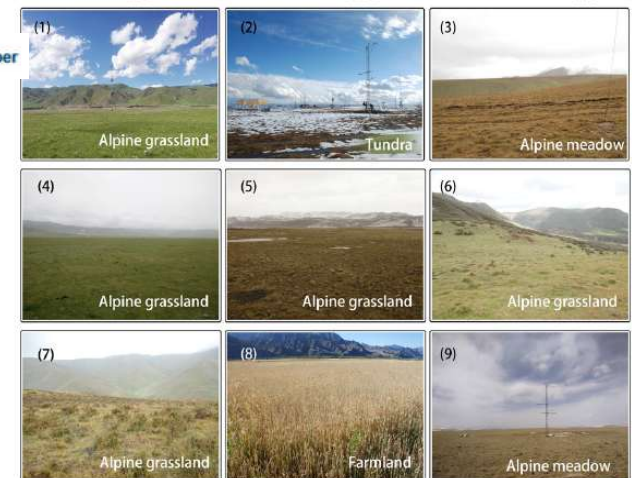 per
(1)
Alpine grassland
(2)
Tundra
(3)
Alpine meadow
(4)
Alpine grassland
(5)
Alpine grassland
(6)
Alpine grassland
(7)
Alpine grassland
(8)
Farmland
(9)
Alpine meadow